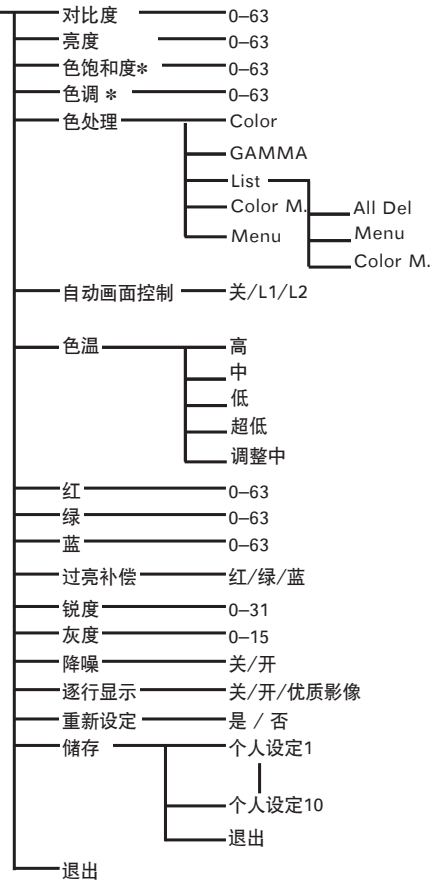 对比度 0–63
亮度 0–63
色饱和度* 0–63
色调 * 0–63
色处理 Color
GAMMA
List
Color M. All Del
Menu Menu
Color M.
自动画面控制 关/L1/L2
色温 高
中
低
超低
调整中
红 0–63
绿 0–63
蓝 0–63
过亮补偿 红/绿/蓝
锐度 0–31
灰度 0–15
降噪 关/开
逐行显示 关/开/优质影像
重新设定 是 / 否
储存 个人设定1
个人设定10
退出
退出